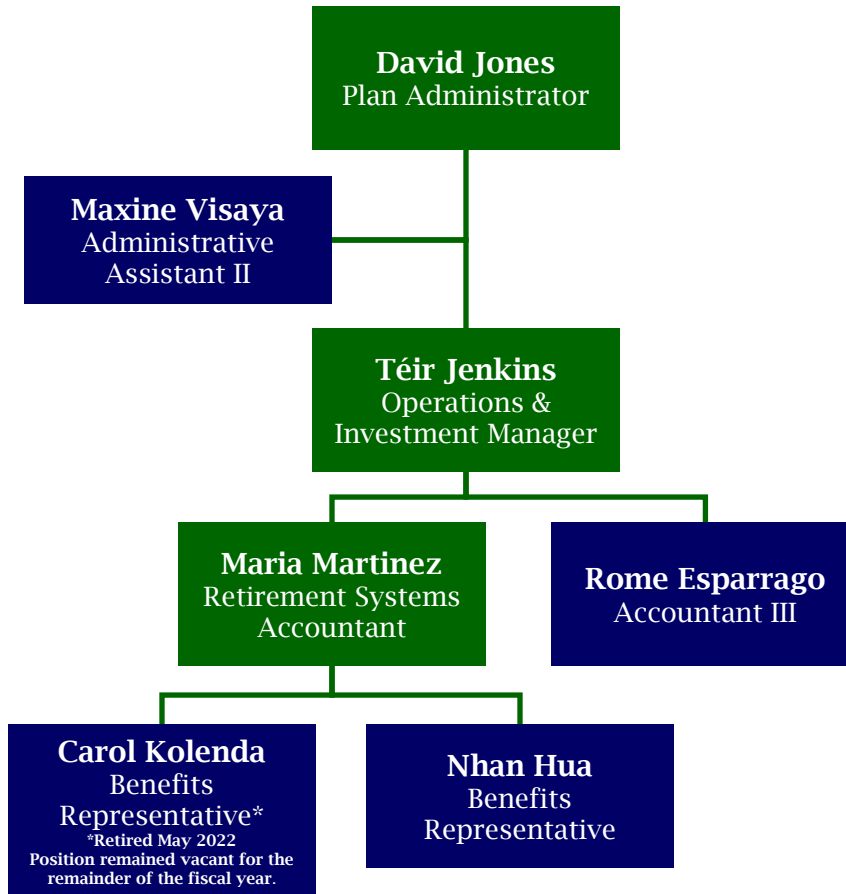 David Jones
Plan Administrator
Maxine Visaya
Administrative
Assistant II
Téir Jenkins
Operations &
Investment Manager
Maria Martinez
Retirement Systems
Accountant
Rome Esparrago
Accountant III
Carol Kolenda
Benefits
Representative*
*Retired May 2022
Position remained vacant for the
remainder of the fiscal year.
Nhan Hua
Benefits
Representative